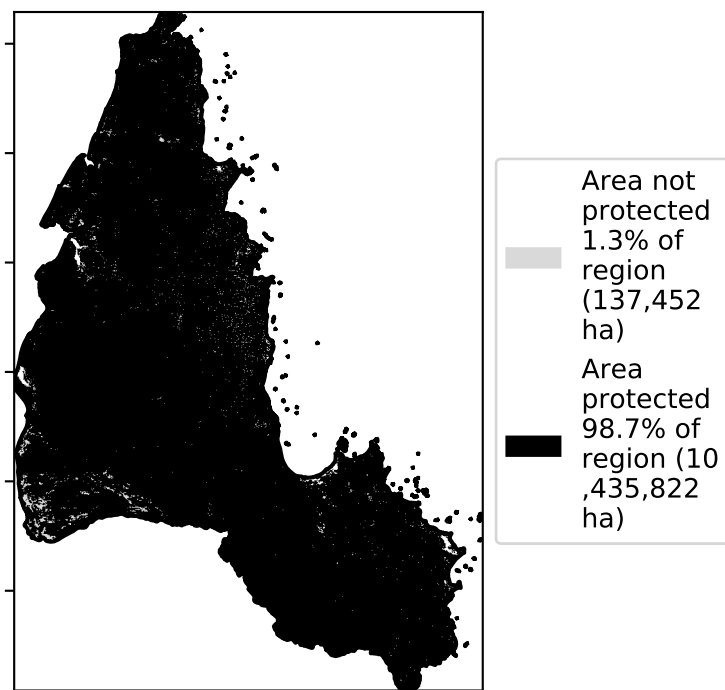 Area not
protected
1.3% of
region
(137,452
ha)
Area
protected
98.7% of
region (10
,435,822
ha)